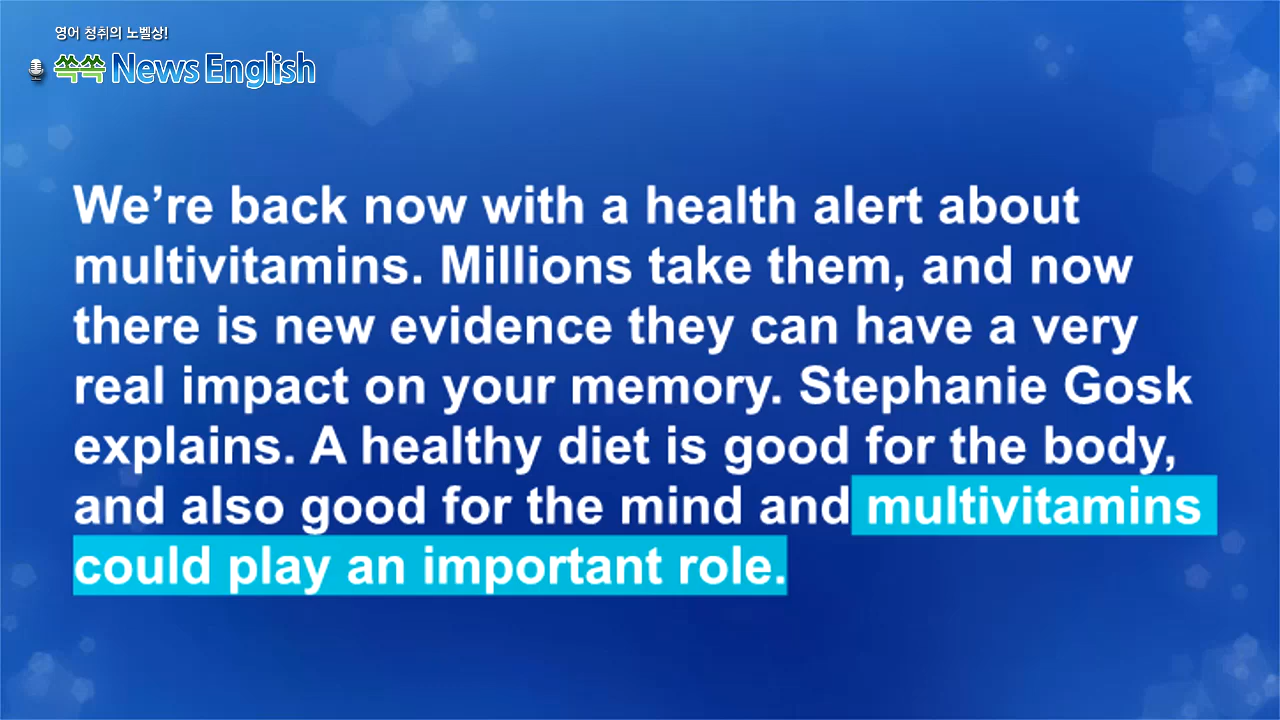 영어 청취의 노벨상!
쏙쏙 News English
We’re back now with a health alert about
multivitamins. Millions take them, and now
there is new evidence they can have a very
real impact on your memory. Stephanie Gosk
explains. A healthy diet is good for the body,
and also good for the mind and multivitamins
could play an important role.